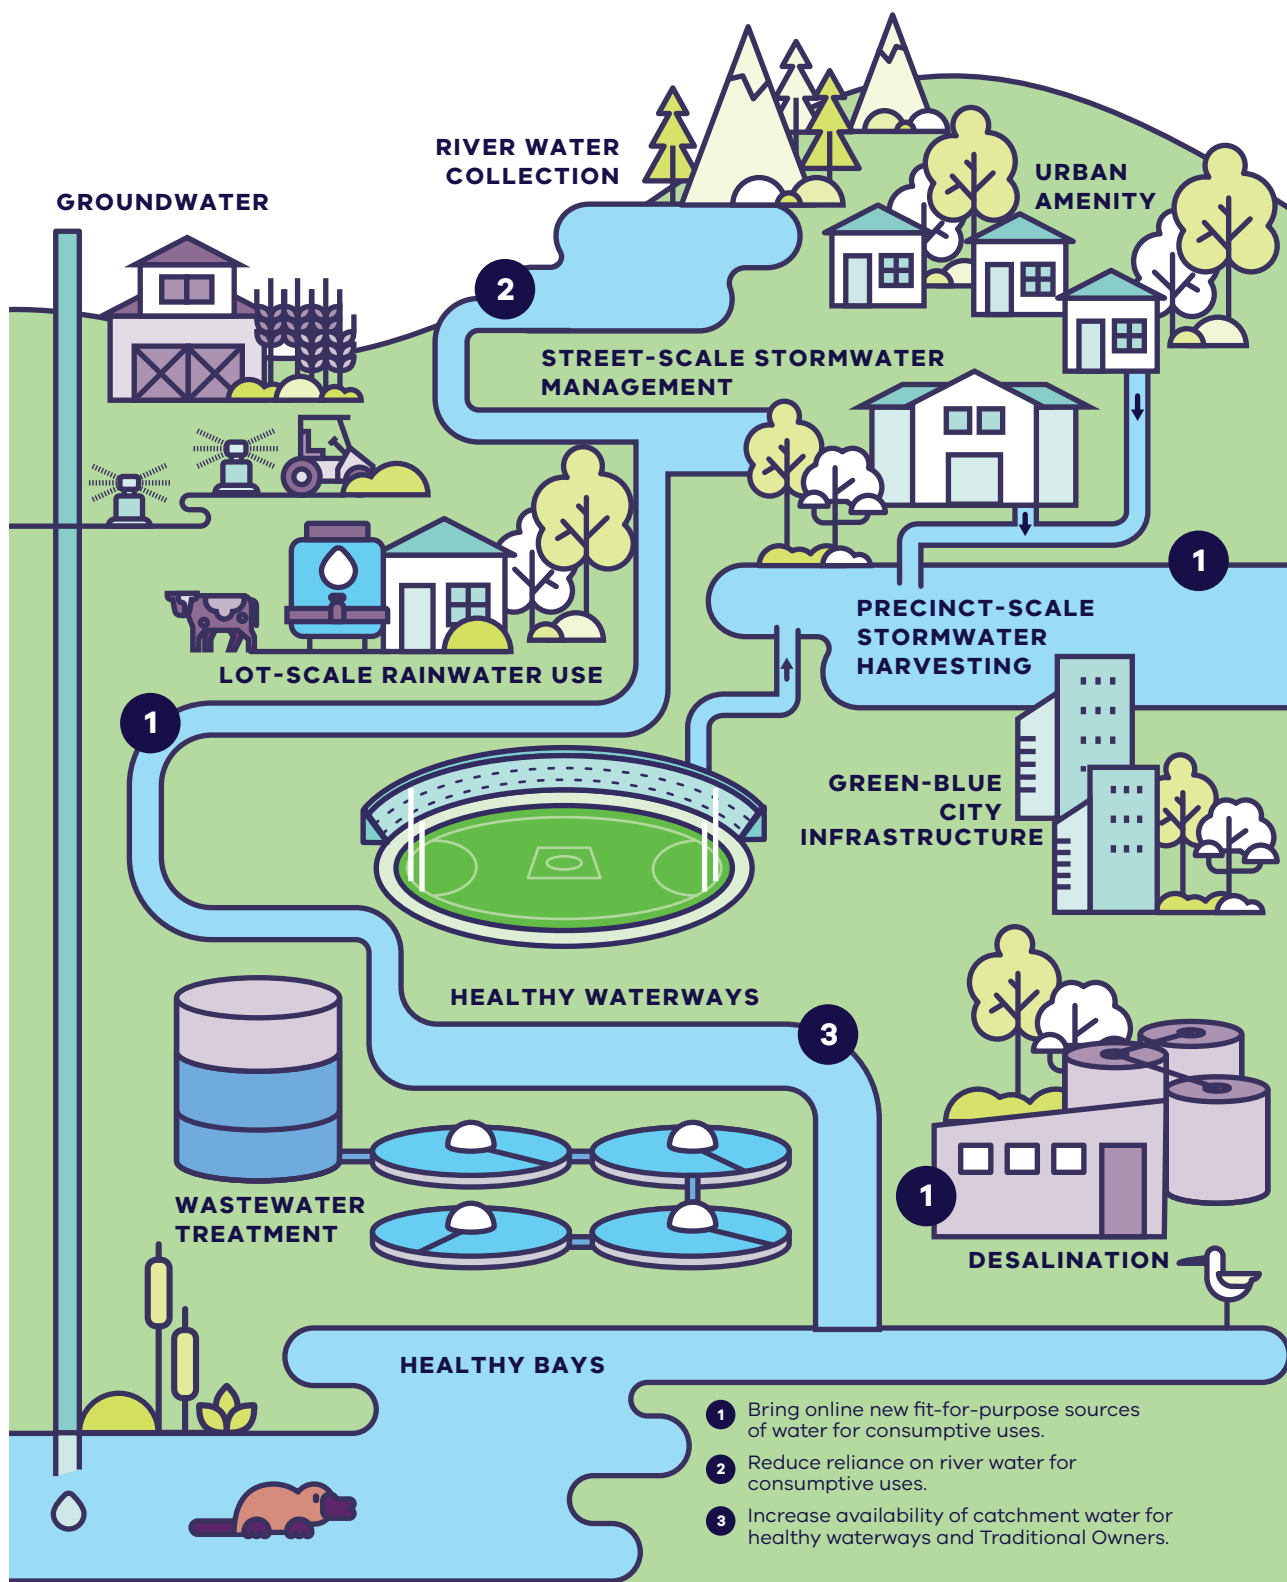 RIVER WATER
COLLECTION
URBAN
AMENITY
GROUNDWATER
2
STREET-SCALE STORMWATER
MANAGEMENT
1
PRECINCT-SCALE
STORMWATER
HARVESTING
LOT-SCALE RAINWATER USE
1
GREEN-BLUE
CITY
INFRASTRUCTURE
HEALTHY WATERWAYS
3
WASTEWATER
TREATMENT
1
DESALINATION
HEALTHY BAYS
1 Bring online new fit-for-purpose sources
of water for consumptive uses.
2 Reduce reliance on river water for
consumptive uses.
3 Increase availability of catchment water for
healthy waterways and Traditional Owners.